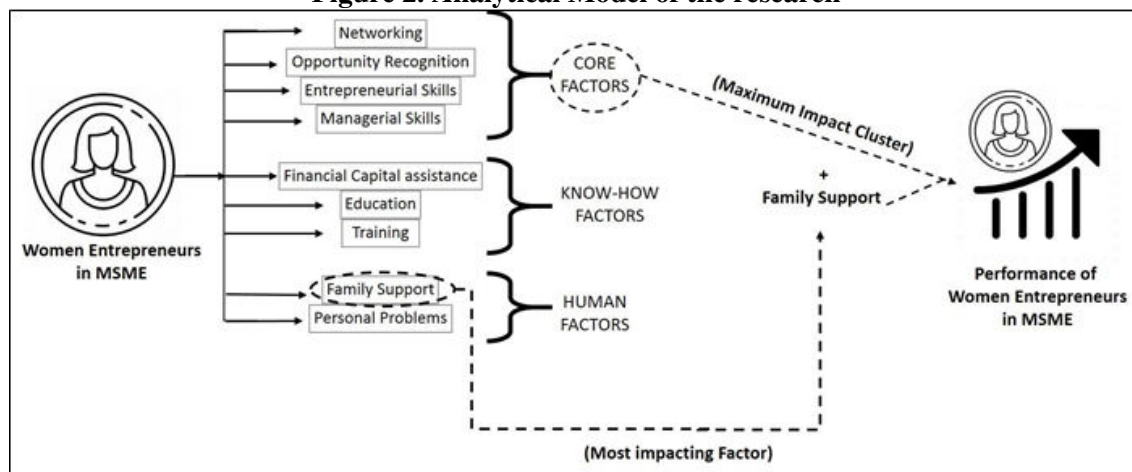 Figure 2. Analytical Model of the research
Networking
Opportunity Recognition
Entrepreneurial Skills
Managerial Skills
CORE
FACTORS
Financial Capital assistance
Education
Training
KNOW-HOW
FACTORS
Family Support
Personal Problems
HUMAN
FACTORS
Women Entrepreneurs
in MSME
(Maximum Impact Cluster)
+
Family Support
(Most impacting Factor)
Performance of
Women Entrepreneurs
in MSME